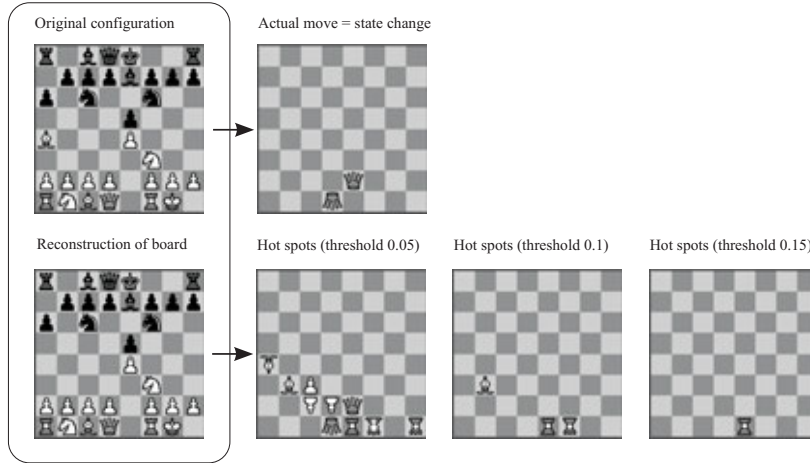 Original configuration
Actual move = state change
Reconstruction of board
Hot spots (threshold 0.05)
Hot spots (threshold 0.1)
Hot spots (threshold 0.15)